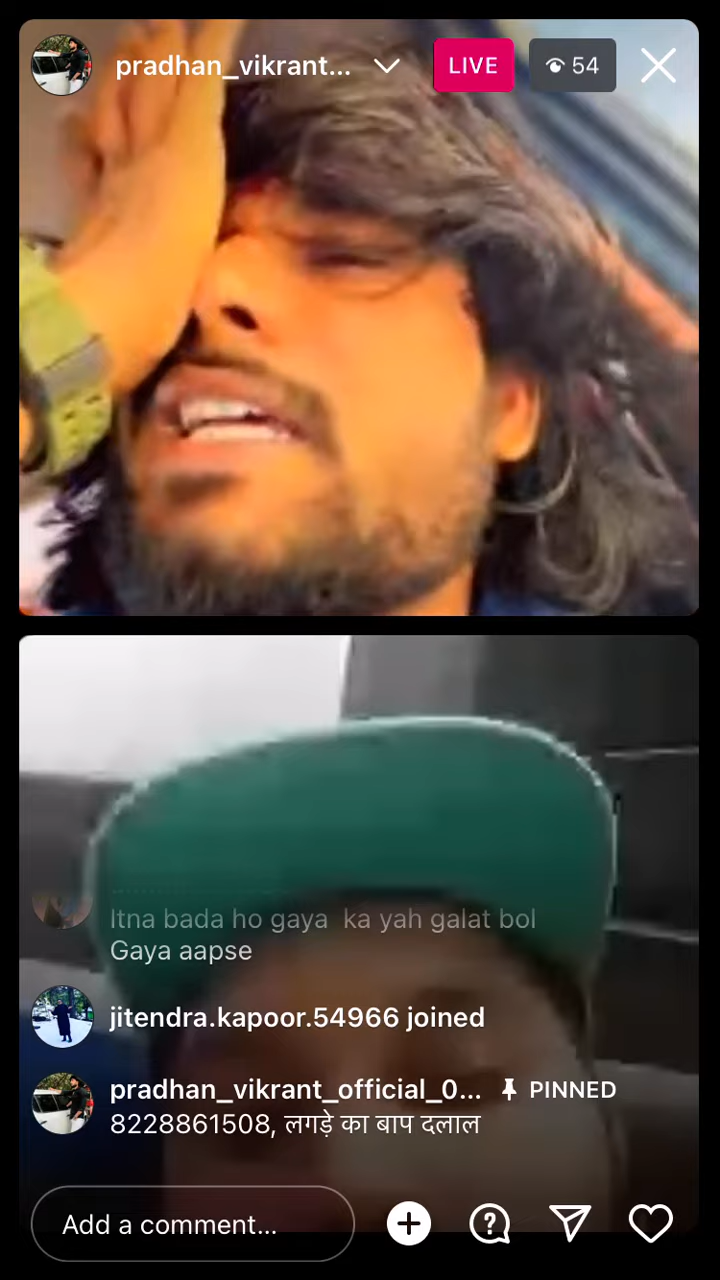 pradhan_vikrant...
LIVE
54
Itna bada ho gaya ka yah galat bol
Gaya aapse
jitendra.kapoor.54966 joined
pradhan_vikrant_official_0... PINNED
8228861508, लगड़े का बाप दलाल
Add a comment...